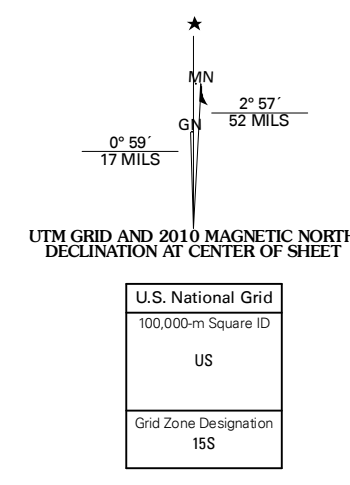 MN
2° 57´
52 MILS
GN
0° 59´
17 MILS
UTM GRID AND 2010 MAGNETIC NORTH
DECLINATION AT CENTER OF SHEET
U.S. National Grid
100,000-m Square ID
US
Grid Zone Designation
15S